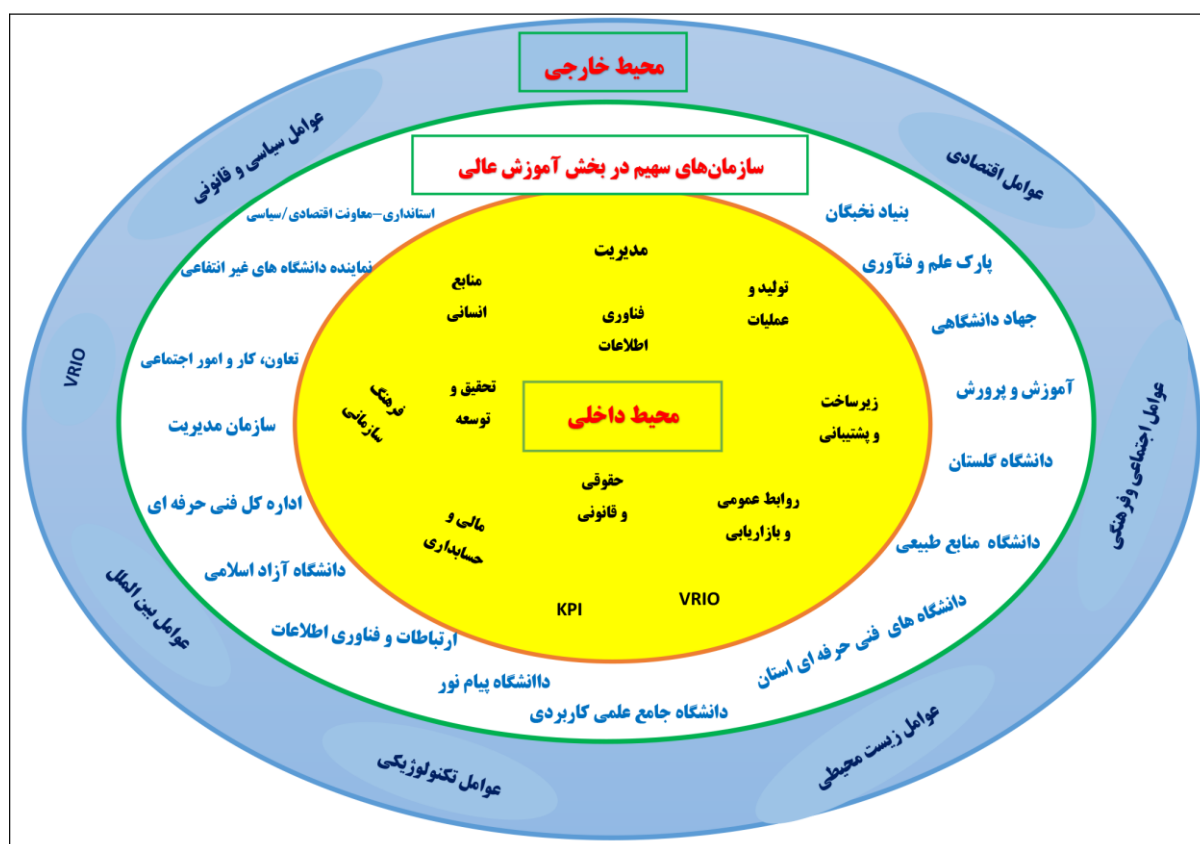 محیط خارجی
عوامل سیاسی و قانونی
عوامل اقتصادی
عوامل اجتماعی وفرهنگی
عوامل زیست محیطی
عوامل تکنولوژیکی
عوامل بین الملل
VRIO
سازمان‌های سهیم در بخش آموزش عالی
بنیاد نخبگان
پارک علم و فنآوری
جهاد دانشگاهی
آموزش و پرورش
دانشگاه گلستان
دانشگاه منابع طبیعی
دانشگاه های فنی حرفه ای استان
دانشگاه جامع علمی کاربردی
داانشگاه پیام نور
ارتباطات و فناوری اطلاعات
دانشگاه آزاد اسلامی
اداره کل فنی حرفه ای
سازمان مدیریت
تعاون، کار و امور اجتماعی
نماینده دانشگاه های غیر انتفاعی
استانداری-معاونت اقتصادی/سیاسی
مدیریت
تولید و
عملیات
فناوری
اطلاعات
منابع
انسانی
زیرساخت
و پشتیبانی
محیط داخلی
تحقیق و
توسعه
فرهنگ
سازمانی
روابط عمومی
و بازاریابی
حقوقی
و قانونی
مالی و
حسابداری
VRIO
KPI